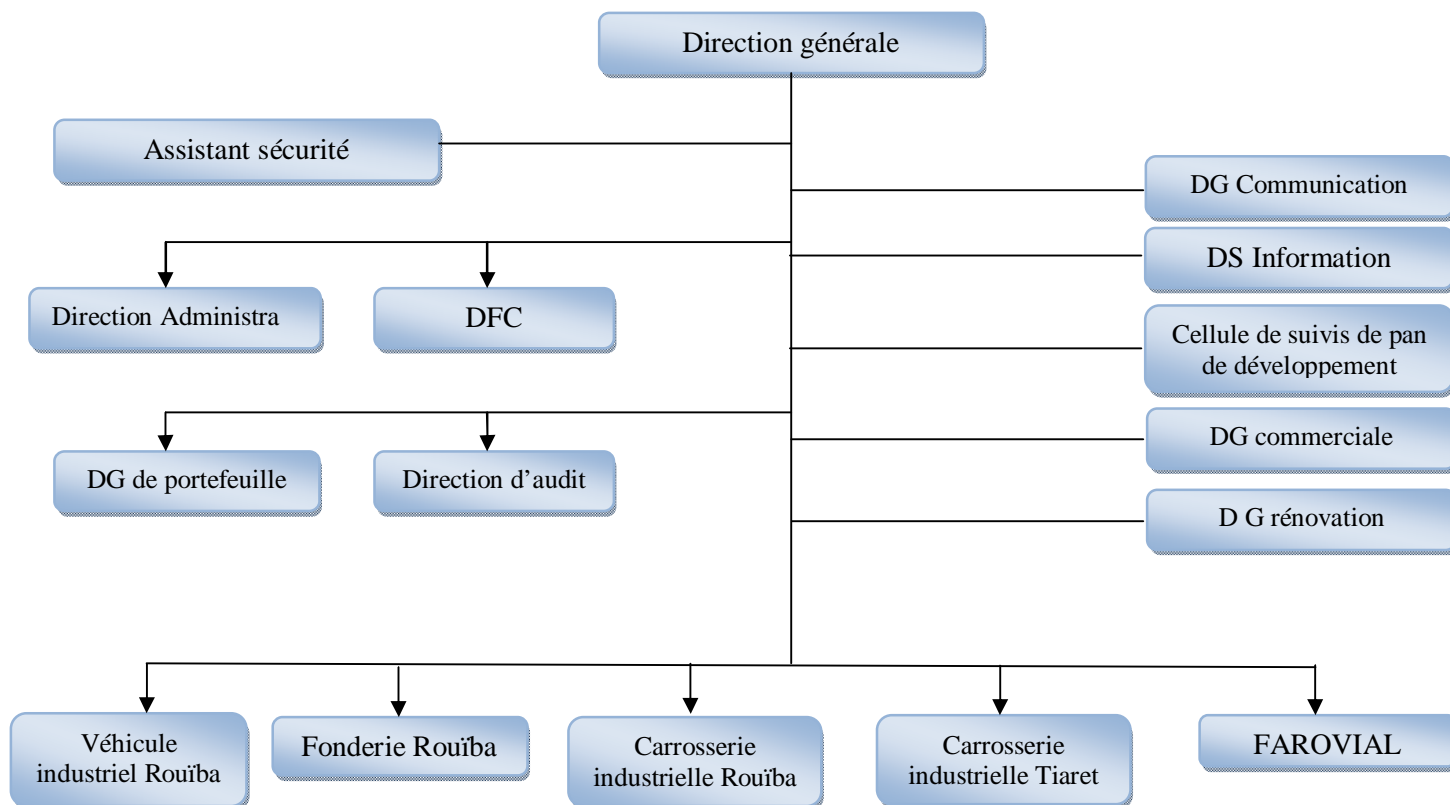 Direction générale
Assistant sécurité
DG Communication
DS Information
Direction Administra
DFC
Cellule de suivis de pan
de développement
DG commerciale
DG de portefeuille
Direction d’audit
D G rénovation
Véhicule
industriel Rouïba
Fonderie Rouïba
Carrosserie
industrielle Rouïba
Carrosserie
industrielle Tiaret
FAROVIAL